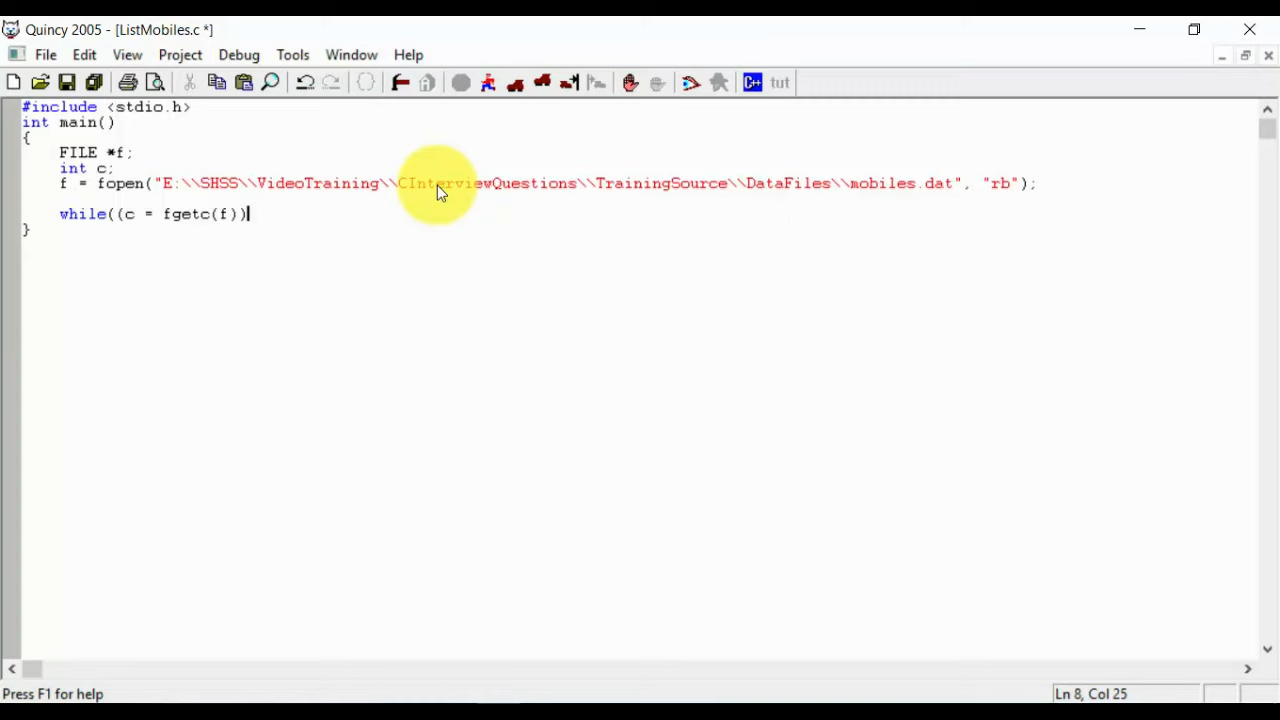 Quincy 2005 - [ListMobiles.c *]
File Edit View Project Debug Tools Window Help
C++ tut
#include <stdio.h>
int main()
{
FILE *f;
int c;
f = fopen("E:\\SHSS\\VideoTraining\\CInterviewQuestions\\TrainingSource\\DataFiles\\mobiles.dat", "rb");
while((c = fgetc(f))
}
Press F1 for help Ln 8, Col 25